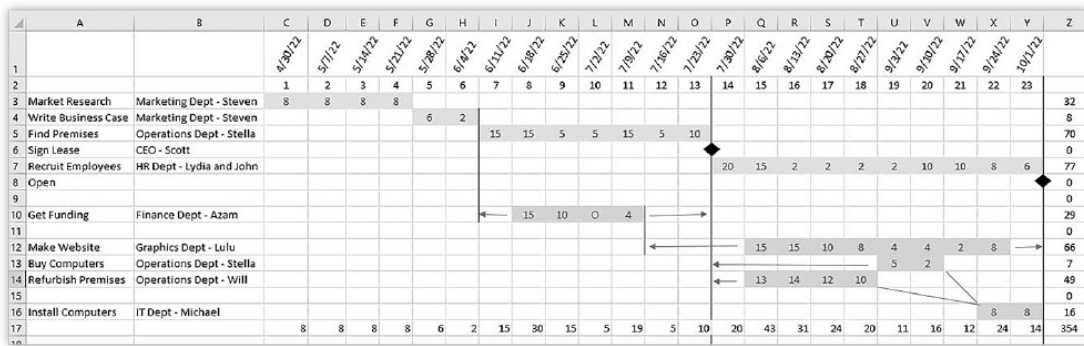 A B C D E F G H I J K L M N O P Q R S T U V W X Y Z
1 4/30/22 5/7/22 5/14/22 5/21/22 5/28/22 6/4/22 6/11/22 6/18/22 6/25/22 7/2/22 7/9/22 7/16/22 7/23/22 7/30/22 8/6/22 8/13/22 8/20/22 8/27/22 9/3/22 9/10/22 9/17/22 9/24/22 10/1/22
2 1 2 3 4 5 6 7 8 9 10 11 12 13 14 15 16 17 18 19 20 21 22 23
3 Market Research Marketing Dept - Steven 8 8 8 8 32
4 Write Business Case Marketing Dept - Steven 6 2 8
5 Find Premises Operations Dept - Stella 15 15 5 5 15 5 10 70
6 Sign Lease CEO - Scott 0
7 Recruit Employees HR Dept - Lydia and John 20 15 2 2 2 2 10 10 8 6 77
8 Open 0
9 0
10 Get Funding Finance Dept - Azam 15 10 O 4 29
11 0
12 Make Website Graphics Dept - Lulu 15 15 10 8 4 4 2 8 66
13 Buy Computers Operations Dept - Stella 5 2 7
14 Refurbish Premises Operations Dept - Will 13 14 12 10 49
15 0
16 Install Computers IT Dept - Michael 8 8 16
17 8 8 8 8 6 2 15 30 15 5 19 5 10 20 43 31 24 20 11 16 12 24 14 354